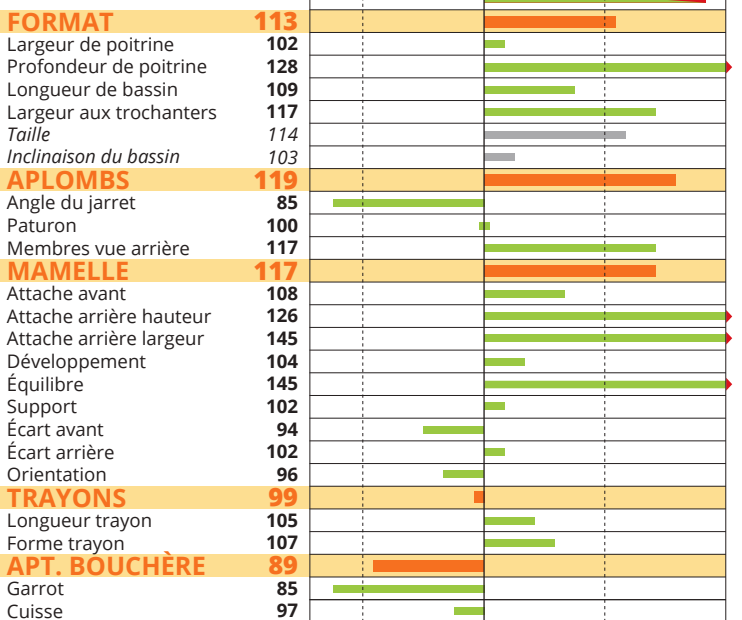 FORMAT 113
Largeur de poitrine 102
Profondeur de poitrine 128
Longueur de bassin 109
Largeur aux trochanters 117
Taille 114
Inclinaison du bassin 103
APLOMBS 119
Angle du jarret 85
Paturon 100
Membres vue arrière 117
MAMELLE 117
Attache avant 108
Attache arrière hauteur 126
Attache arrière largeur 145
Développement 104
Équilibre 145
Support 102
Écart avant 94
Écart arrière 102
Orientation 96
TRAYONS 99
Longueur trayon 105
Forme trayon 107
APT. BOUCHÈRE 89
Garrot 85
Cuisse 97